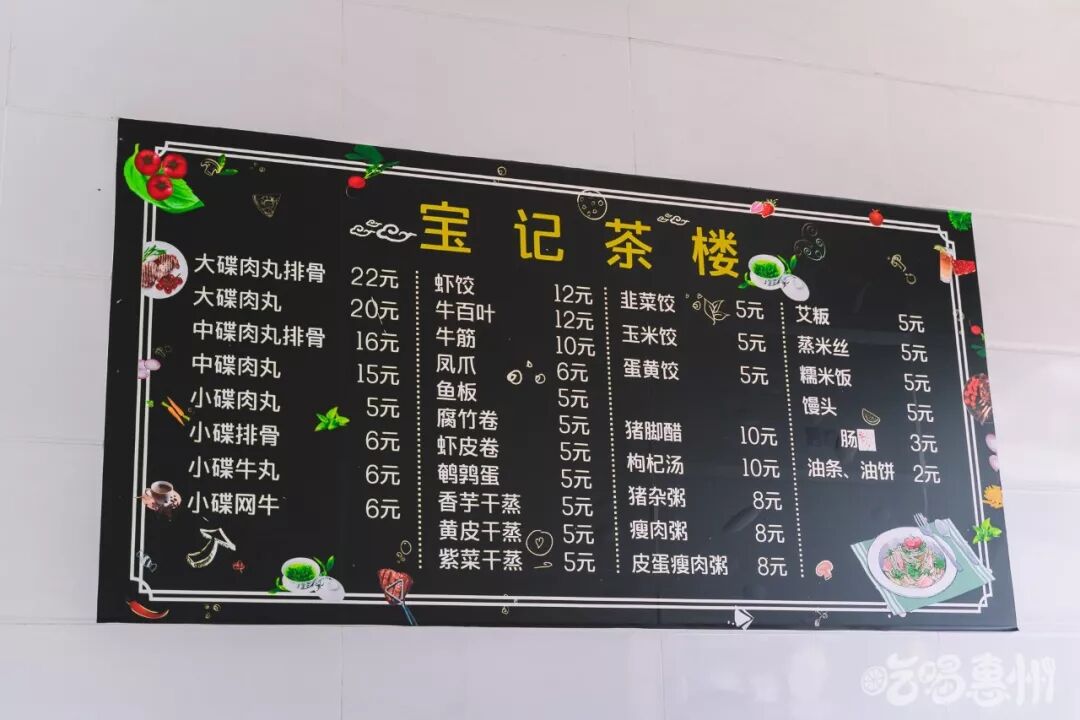 宝记茶楼
大碟肉丸排骨 22元
大碟肉丸 20元
中碟肉丸排骨 16元
中碟肉丸 15元
小碟肉丸 5元
小碟排骨 6元
小碟牛丸 6元
小碟网牛 6元
虾饺 12元
牛百叶 12元
牛筋 10元
凤爪 6元
鱼板 5元
腐竹卷 5元
虾皮卷 5元
鹌鹑蛋 5元
香芋干蒸 5元
黄皮干蒸 5元
紫菜干蒸 5元
韭菜饺 5元
玉米饺 5元
蛋黄饺 5元
猪脚醋 10元
枸杞汤 10元
猪杂粥 8元
瘦肉粥 8元
皮蛋瘦肉粥 8元
艾粄 5元
蒸米丝 5元
糯米饭 5元
馒头 5元
肠 3元
油条、油饼 2元
吃喝惠州